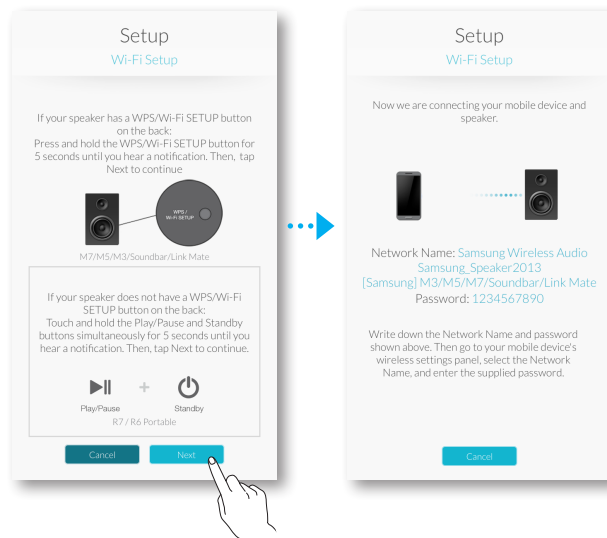 Setup
Wi-Fi Setup
If your speaker has a WPS/Wi-Fi SETUP button
on the back:
Press and hold the WPS/Wi-Fi SETUP button for
5 seconds until you hear a notification. Then, tap
Next to continue
WPS /
Wi-Fi SETUP
M7/M5/M3/Soundbar/Link Mate
If your speaker does not have a WPS/Wi-Fi
SETUP button on the back:
Touch and hold the Play/Pause and Standby
buttons simultaneously for 5 seconds until you
hear a notification. Then, tap Next to continue.
+
Play/Pause
Standby
R7 / R6 Portable
Cancel
Next
Setup
Wi-Fi Setup
Now we are connecting your mobile device and
speaker.
Network Name: Samsung Wireless Audio
Samsung_Speaker2013
[Samsung] M3/M5/M7/Soundbar/Link Mate
Password: 1234567890
Write down the Network Name and password
shown above. Then go to your mobile device's
wireless settings panel, select the Network
Name, and enter the supplied password.
Cancel